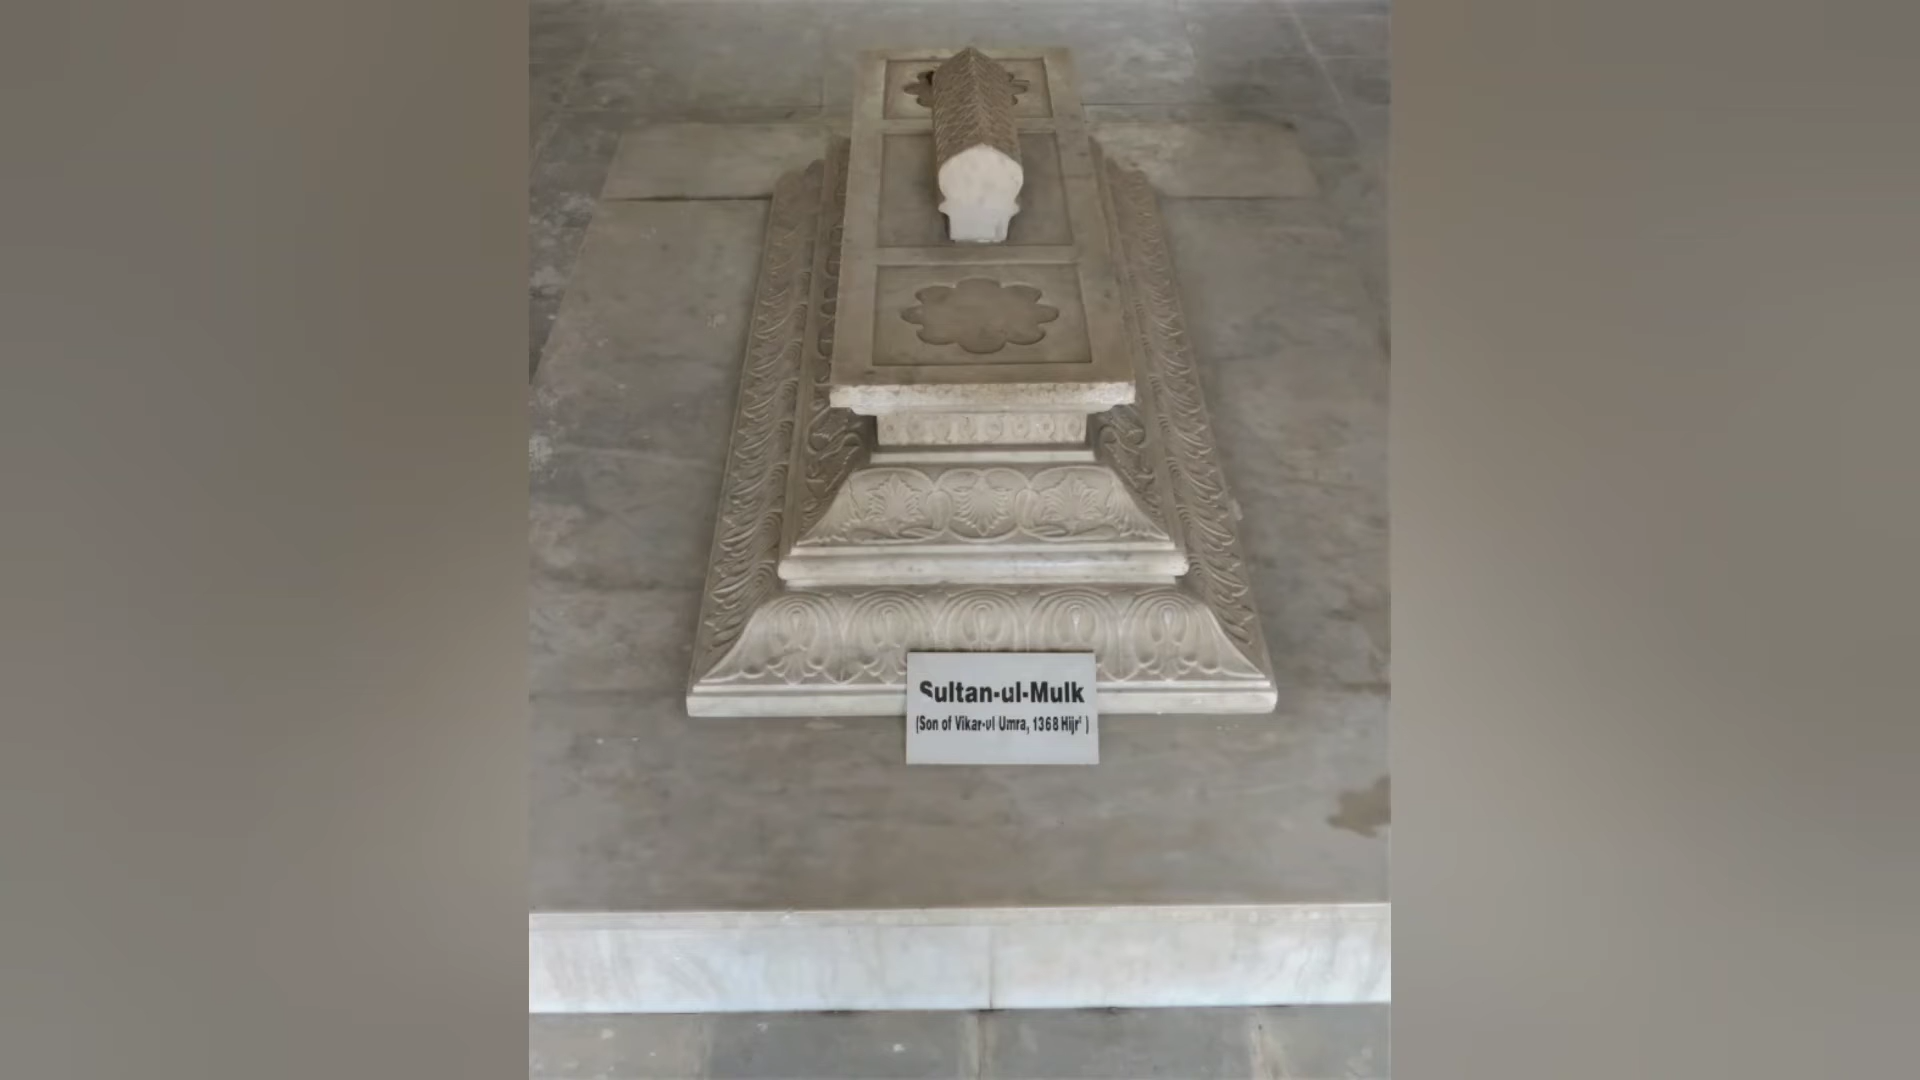 Sultan-ul-Mulk
(Son of Vikar-ul Umra, 1368 Hijri )